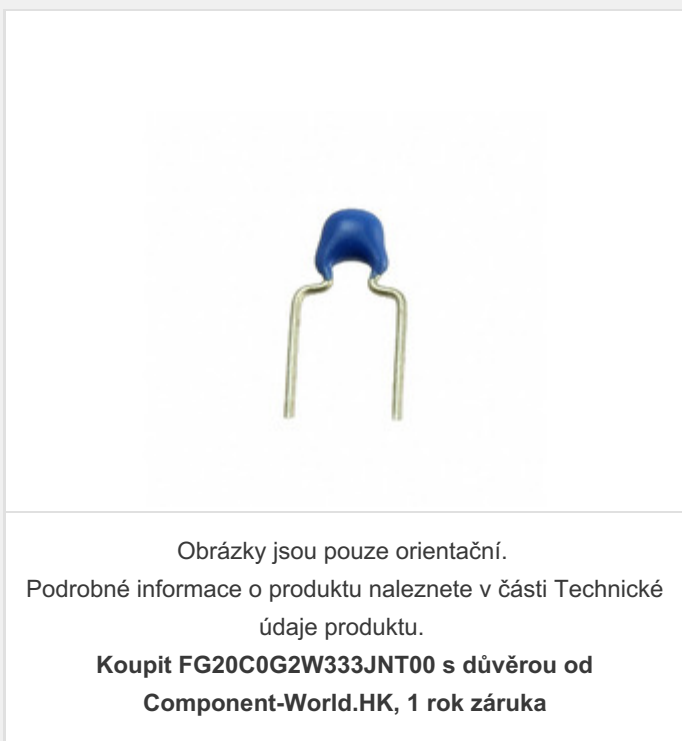 Obrázky jsou pouze orientační.
Podrobné informace o produktu naleznete v části Technické
údaje produktu.
Koupit FG20C0G2W333JNT00 s důvěrou od
Component-World.HK, 1 rok záruka